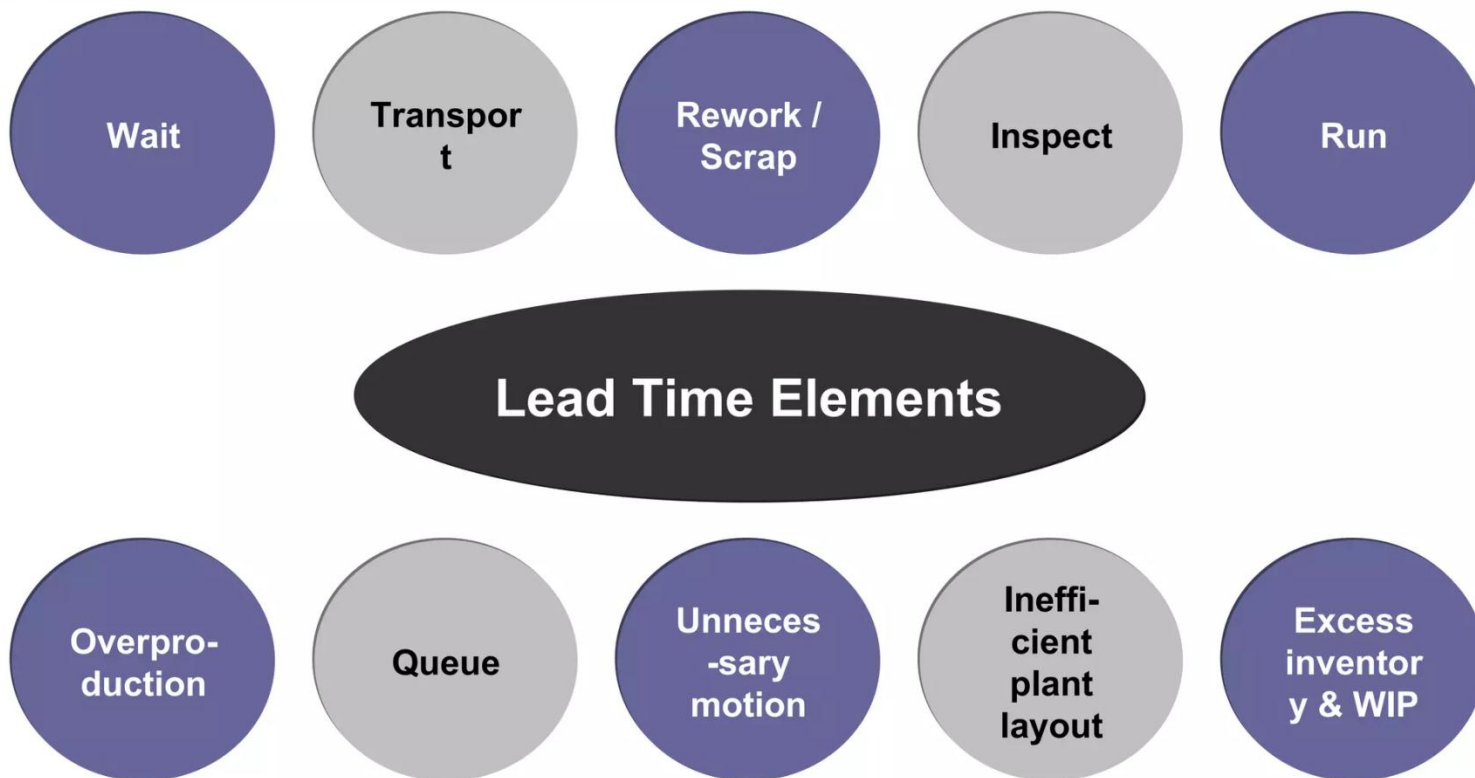 Wait
Transpor
t
Rework /
Scrap
Inspect
Run
Lead Time Elements
Overpro-
duction
Queue
Unneces
-sary
motion
Ineffi-
cient
plant
layout
Excess
inventor
y & WIP